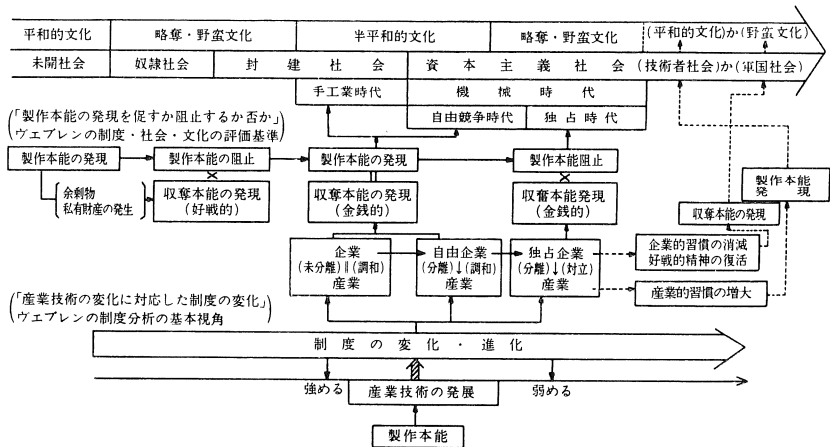 平和的文化 略奪・野蛮文化 半平和的文化 略奪・野蛮文化 (平和的文化)か(野蛮文化)
未開社会 奴隷社会 封建社会 資本主義社会 (技術者社会)か(軍国社会)
手工業時代 機械時代
自由競争時代 独占時代
「製作本能の発現を促すか阻止するか否か」
ヴェブレンの制度・社会・文化の評価基準
製作本能の発現 製作本能の阻止 製作本能の発現 製作本能阻止
製作本能
発現
余剰物
私有財産の発生
収奪本能の発現
(好戦的)
収奪本能の発現
(金銭的)
収奪本能発現
(金銭的)
収奪本能の発現
企業
(未分離)‖(調和)
産業
自由企業
(分離)↓(調和)
産業
独占企業
(分離)↓(対立)
産業
企業的習慣の消滅
好戦的精神の復活
産業的習慣の増大
「産業技術の変化に対応した制度の変化」
ヴェブレンの制度分析の基本視角
制度の変化・進化
強める 産業技術の発展 弱める
製作本能